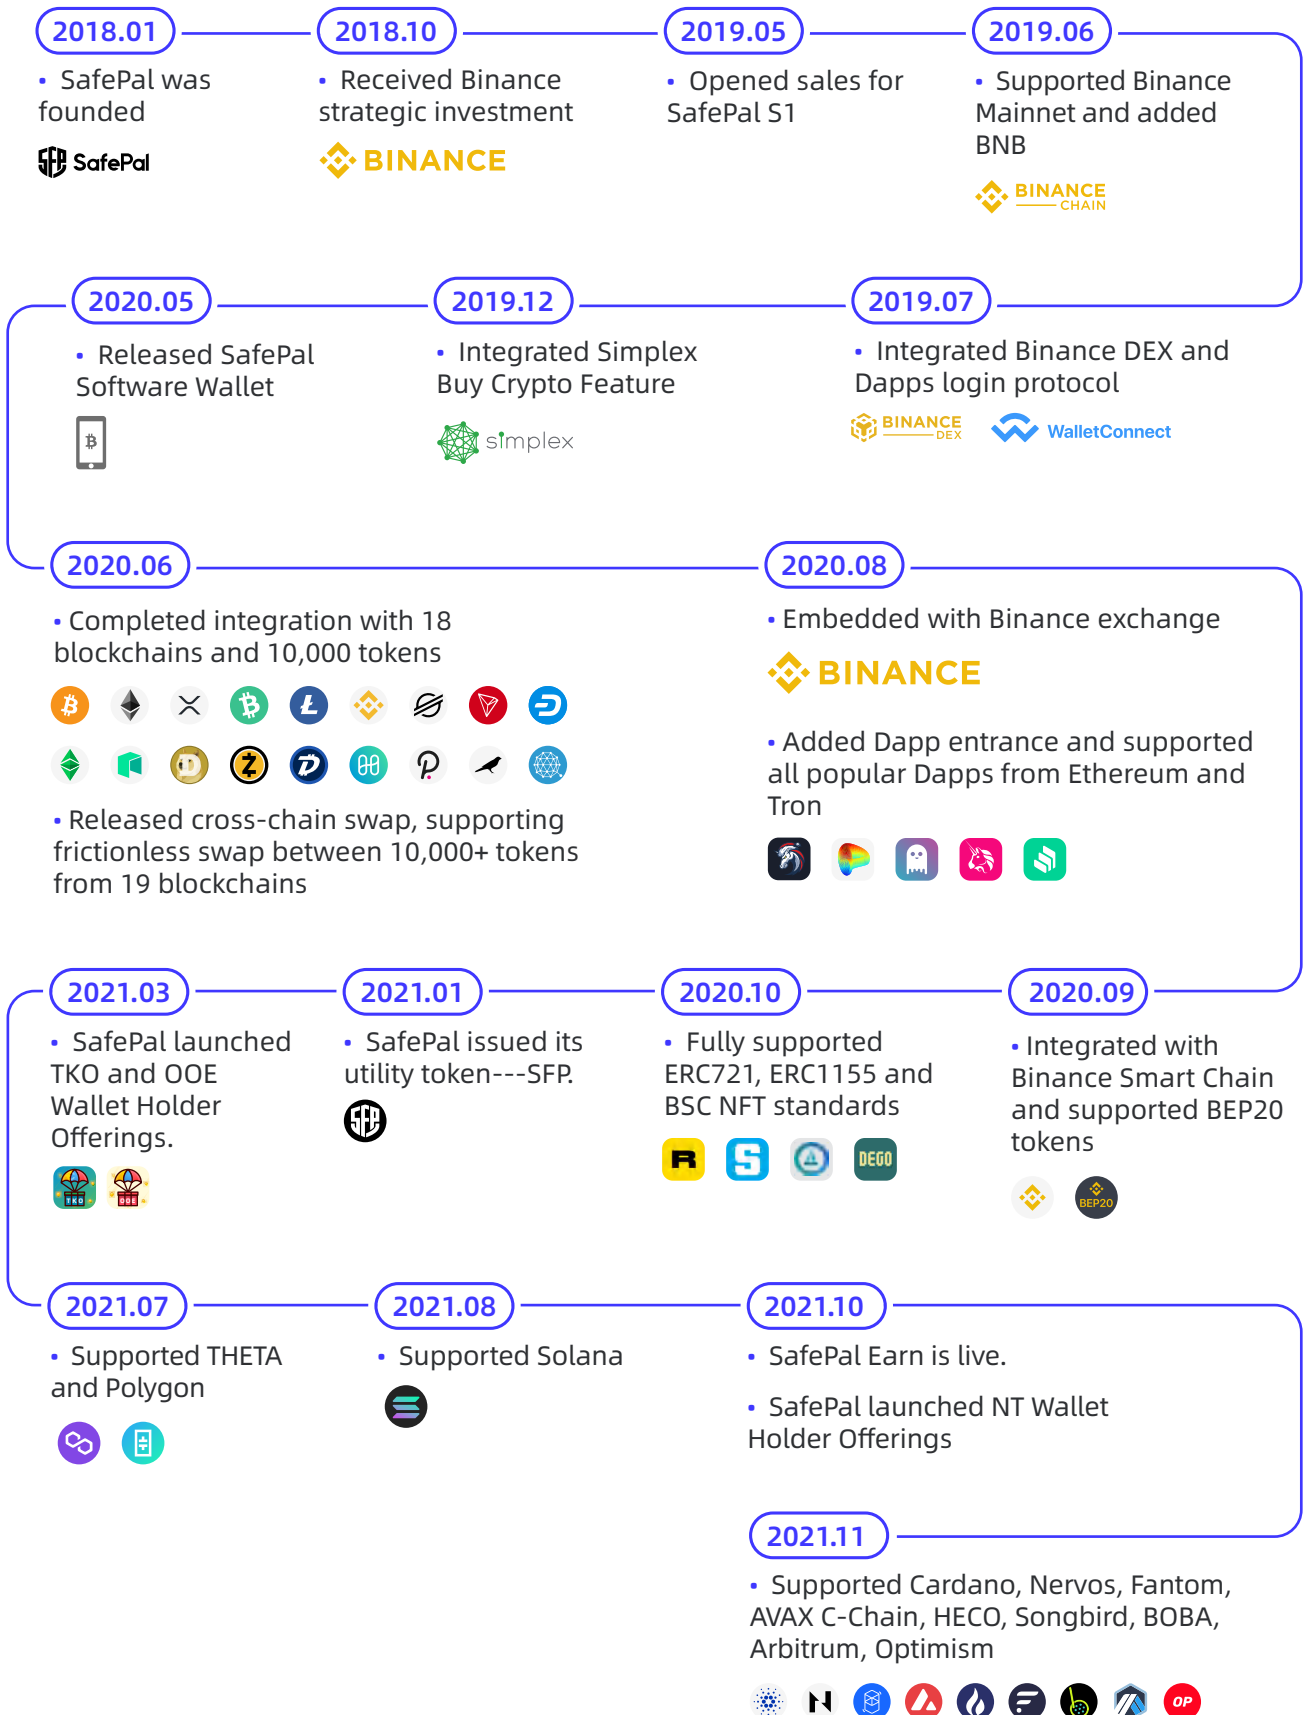 2018.01
• SafePal was
founded
SFP SafePal
2018.10
• Received Binance
strategic investment
BINANCE
2019.05
• Opened sales for
SafePal S1
2019.06
• Supported Binance
Mainnet and added
BNB
BINANCE
CHAIN
2019.07
• Integrated Binance DEX and
Dapps login protocol
BINANCE
DEX
WalletConnect
2019.12
• Integrated Simplex
Buy Crypto Feature
simplex
2020.05
• Released SafePal
Software Wallet
2020.06
• Completed integration with 18
blockchains and 10,000 tokens
• Released cross-chain swap, supporting
frictionless swap between 10,000+ tokens
from 19 blockchains
2020.08
• Embedded with Binance exchange
BINANCE
• Added Dapp entrance and supported
all popular Dapps from Ethereum and
Tron
2020.09
• Integrated with
Binance Smart Chain
and supported BEP20
tokens
BEP20
2020.10
• Fully supported
ERC721, ERC1155 and
BSC NFT standards
R
S
DEGO
2021.01
• SafePal issued its
utility token---SFP.
SFP
2021.03
• SafePal launched
TKO and OOE
Wallet Holder
Offerings.
TKO
OOE
2021.07
• Supported THETA
and Polygon
2021.08
• Supported Solana
2021.10
• SafePal Earn is live.
• SafePal launched NT Wallet
Holder Offerings
2021.11
• Supported Cardano, Nervos, Fantom,
AVAX C-Chain, HECO, Songbird, BOBA,
Arbitrum, Optimism
OP